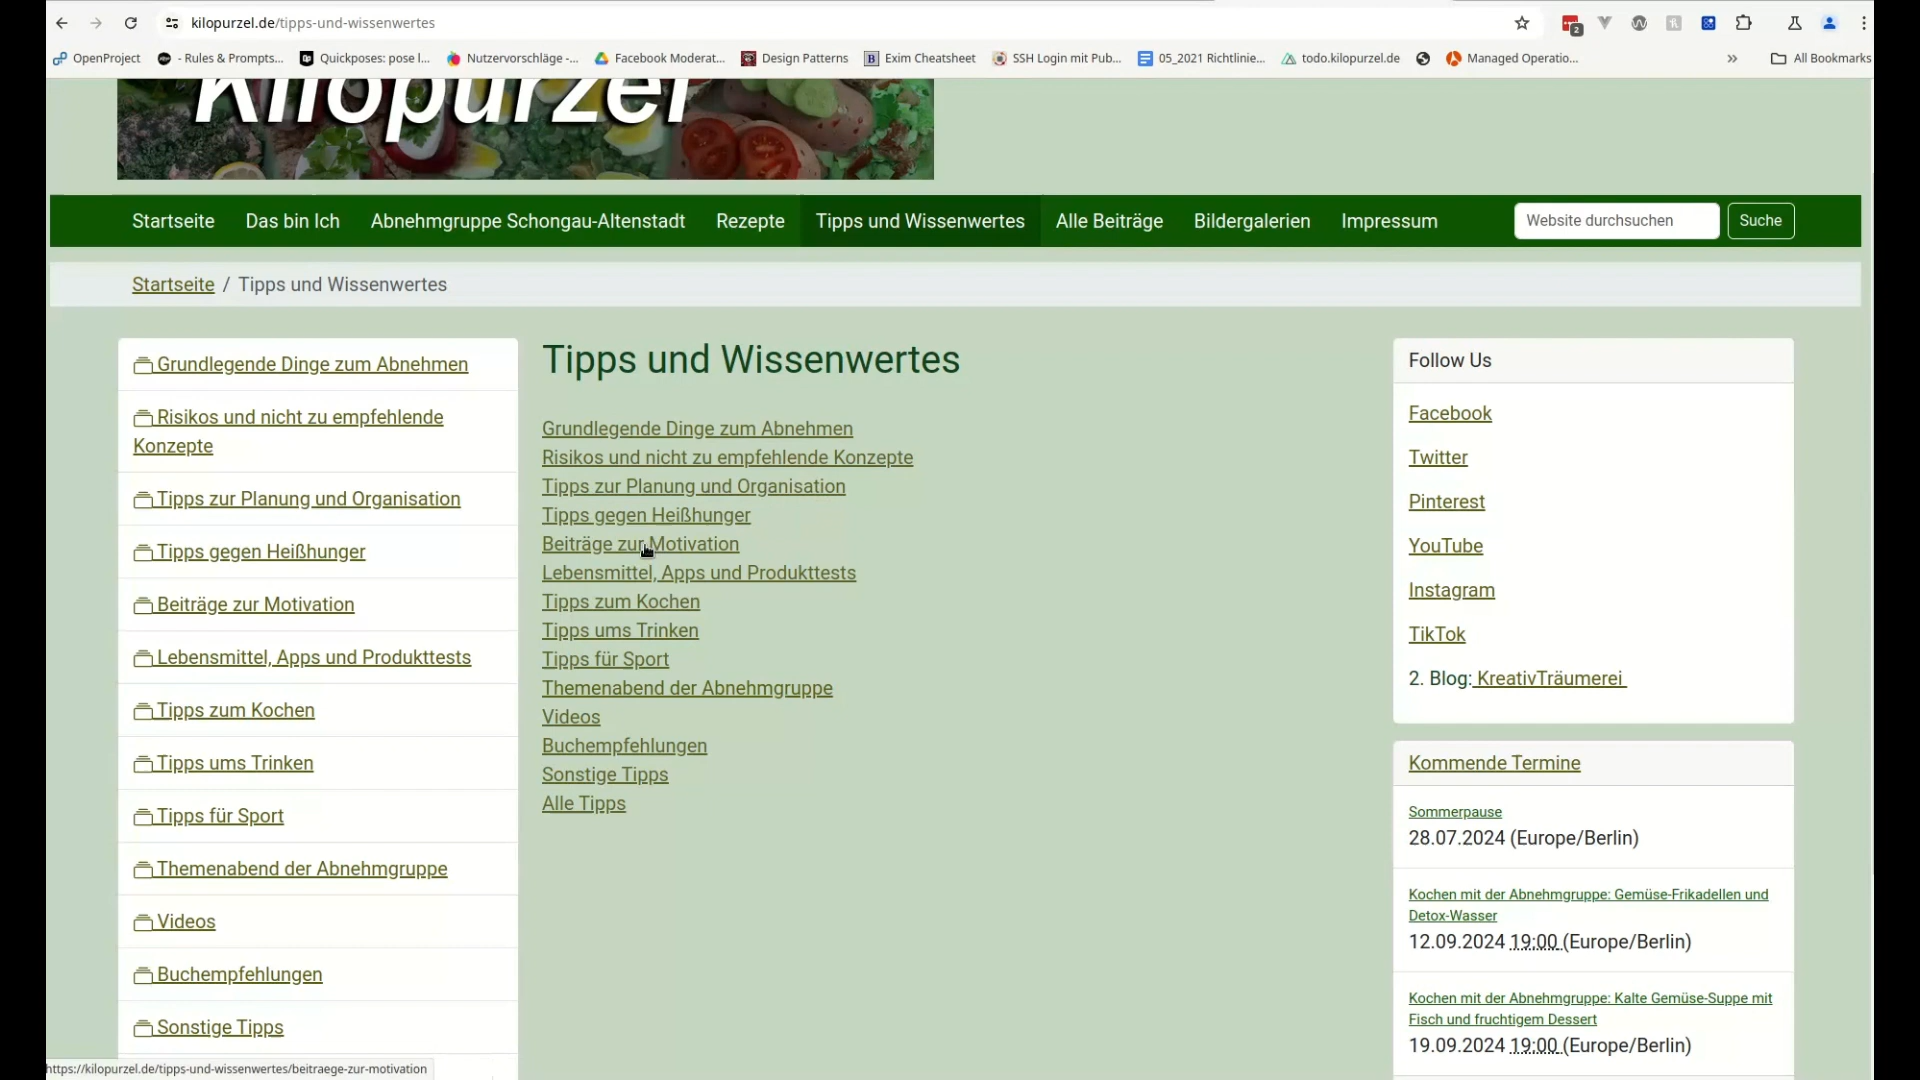 kilopurzel.de/tipps-und-wissenwertes
2
OpenProject
- Rules & Prompts...
Quickposes: pose l...
Nutzervorschläge -...
Facebook Moderat...
Design Patterns
Exim Cheatsheet
SSH Login mit Pub...
05_2021 Richtlinie...
todo.kilopurzel.de
Managed Operatio...
»
All Bookmarks
Kilopurzel
Startseite
Das bin Ich
Abnehmgruppe Schongau-Altenstadt
Rezepte
Tipps und Wissenwertes
Alle Beiträge
Bildergalerien
Impressum
Website durchsuchen
Suche
Startseite / Tipps und Wissenwertes
Grundlegende Dinge zum Abnehmen
Risikos und nicht zu empfehlende
Konzepte
Tipps zur Planung und Organisation
Tipps gegen Heißhunger
Beiträge zur Motivation
Lebensmittel, Apps und Produkttests
Tipps zum Kochen
Tipps ums Trinken
Tipps für Sport
Themenabend der Abnehmgruppe
Videos
Buchempfehlungen
Sonstige Tipps
Tipps und Wissenwertes
Grundlegende Dinge zum Abnehmen
Risikos und nicht zu empfehlende Konzepte
Tipps zur Planung und Organisation
Tipps gegen Heißhunger
Beiträge zur Motivation
Lebensmittel, Apps und Produkttests
Tipps zum Kochen
Tipps ums Trinken
Tipps für Sport
Themenabend der Abnehmgruppe
Videos
Buchempfehlungen
Sonstige Tipps
Alle Tipps
Follow Us
Facebook
Twitter
Pinterest
YouTube
Instagram
TikTok
2. Blog: KreativTräumerei
Kommende Termine
Sommerpause
28.07.2024 (Europe/Berlin)
Kochen mit der Abnehmgruppe: Gemüse-Frikadellen und
Detox-Wasser
12.09.2024 19:00 (Europe/Berlin)
Kochen mit der Abnehmgruppe: Kalte Gemüse-Suppe mit
Fisch und fruchtigem Dessert
19.09.2024 19:00 (Europe/Berlin)
https://kilopurzel.de/tipps-und-wissenwertes/beitraege-zur-motivation